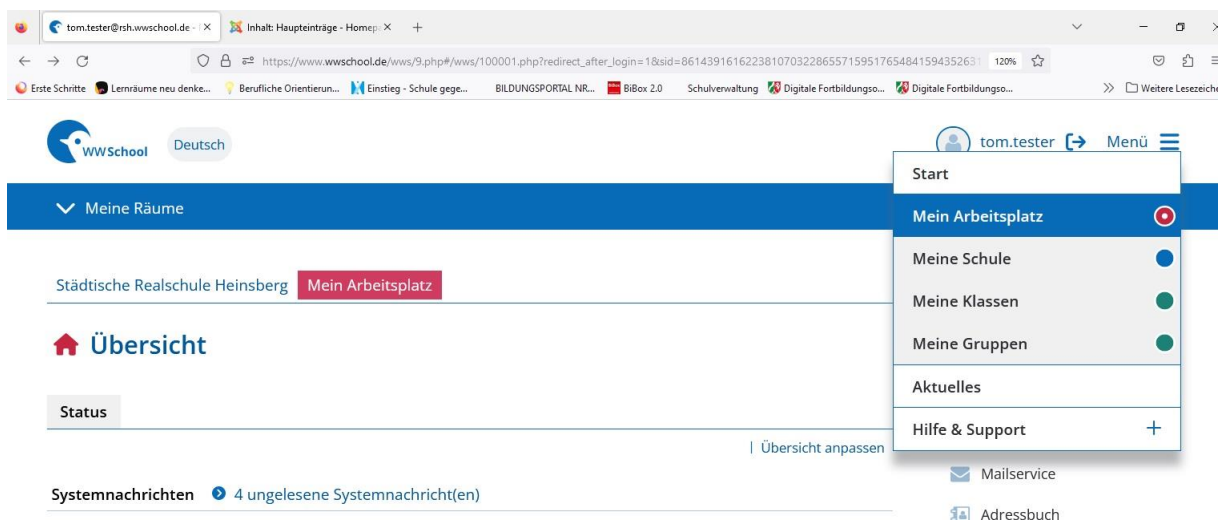 tom.tester@rsh.wwschool.de - |
Inhalt: Haupteinträge - Homep
https://www.wwschool.de/wws/9.php#/wws/100001.php?redirect_after_login=1&sid=
120%
Erste Schritte Lernräume neu denke... Berufliche Orientierun... Einstieg - Schule gege... BILDUNGSPORTAL NR... BiBox 2.0 Schulverwaltung Digitale Fortbildungso... Digitale Fortbildungso... Weitere Lesezeiche
WWSchool Deutsch tom.tester Menü
Meine Räume
Start
Mein Arbeitsplatz
Meine Schule
Meine Klassen
Meine Gruppen
Aktuelles
Hilfe & Support
Städtische Realschule Heinsberg Mein Arbeitsplatz
Übersicht
Status
| Übersicht anpassen
Systemnachrichten 4 ungelesene Systemnachricht(en)
Mailservice
Adressbuch